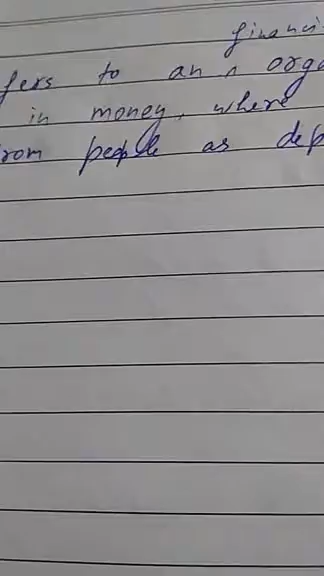 financi
fers to an ^ orga
in money, where
rom people as dep